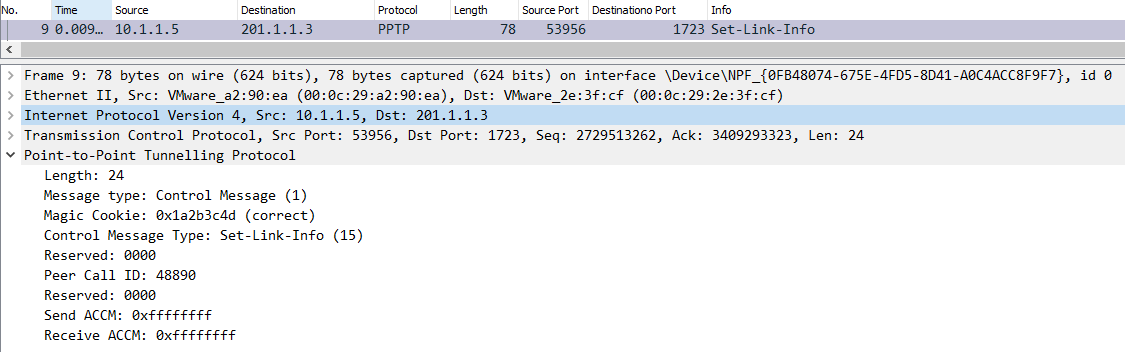 No. Time Source Destination Protocol Length Source Port Destinationo Port Info
9 0.009… 10.1.1.5 201.1.1.3 PPTP 78 53956 1723 Set-Link-Info
Frame 9: 78 bytes on wire (624 bits), 78 bytes captured (624 bits) on interface \Device\NPF_{0FB48074-675E-4FD5-8D41-A0C4ACC8F9F7}, id 0
Ethernet II, Src: VMware_a2:90:ea (00:0c:29:a2:90:ea), Dst: VMware_2e:3f:cf (00:0c:29:2e:3f:cf)
Internet Protocol Version 4, Src: 10.1.1.5, Dst: 201.1.1.3
Transmission Control Protocol, Src Port: 53956, Dst Port: 1723, Seq: 2729513262, Ack: 3409293323, Len: 24
Point-to-Point Tunnelling Protocol
Length: 24
Message type: Control Message (1)
Magic Cookie: 0x1a2b3c4d (correct)
Control Message Type: Set-Link-Info (15)
Reserved: 0000
Peer Call ID: 48890
Reserved: 0000
Send ACCM: 0xffffffff
Receive ACCM: 0xffffffff